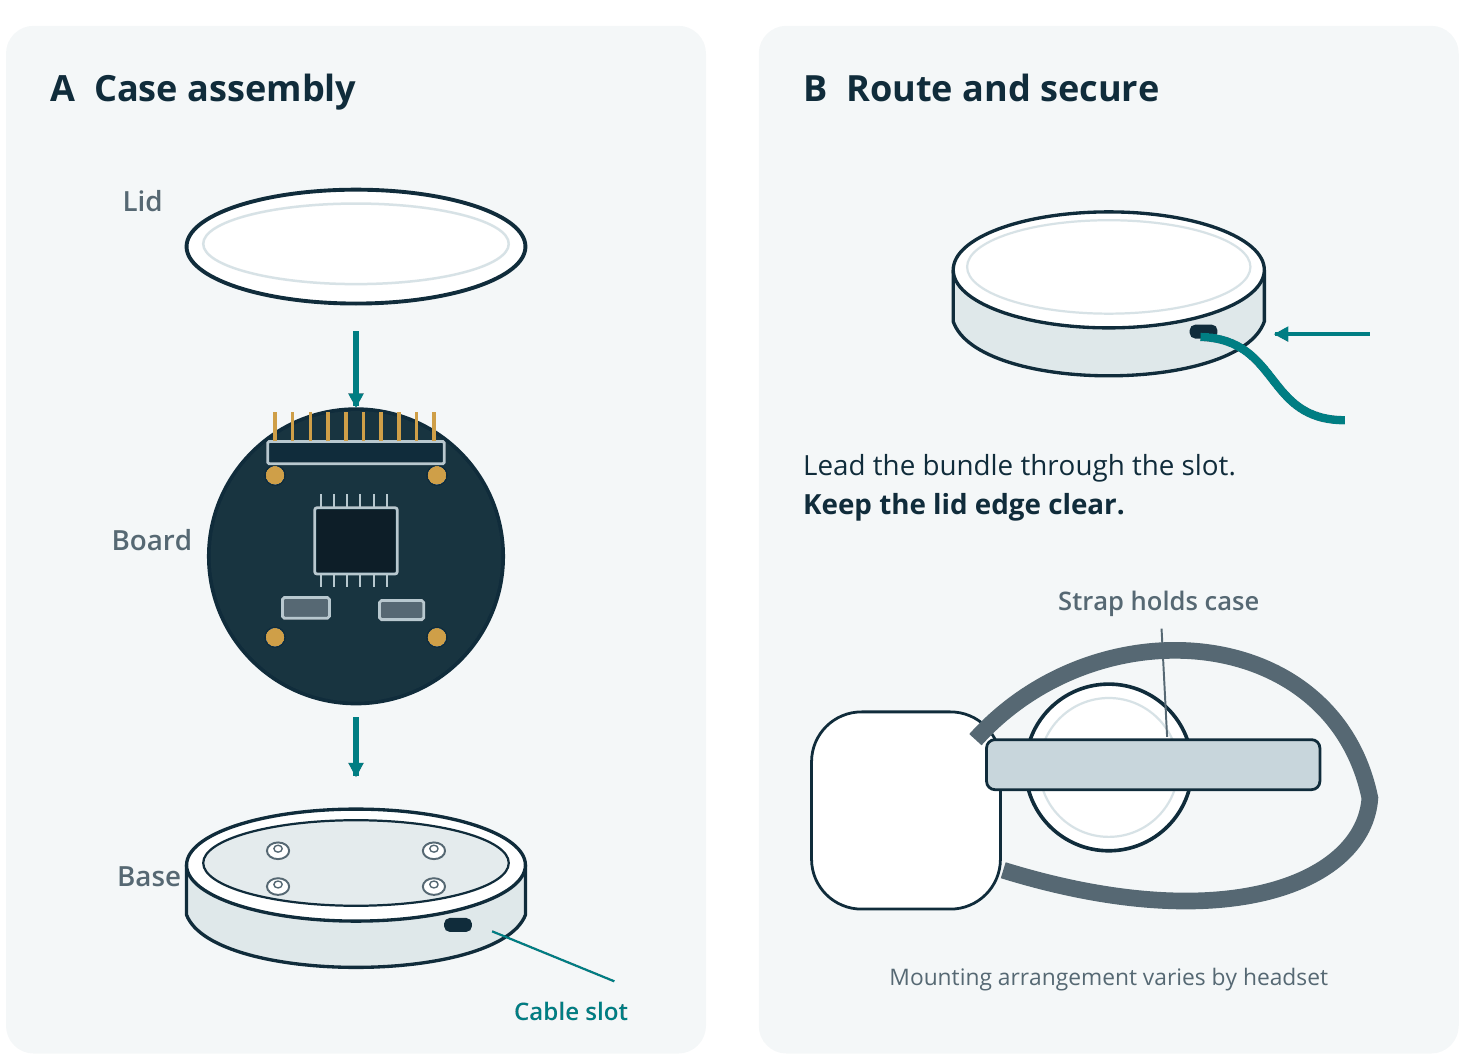 A Case assembly
Lid
Board
Base
Cable slot
B Route and secure
Lead the bundle through the slot.
Keep the lid edge clear.
Strap holds case
Mounting arrangement varies by headset